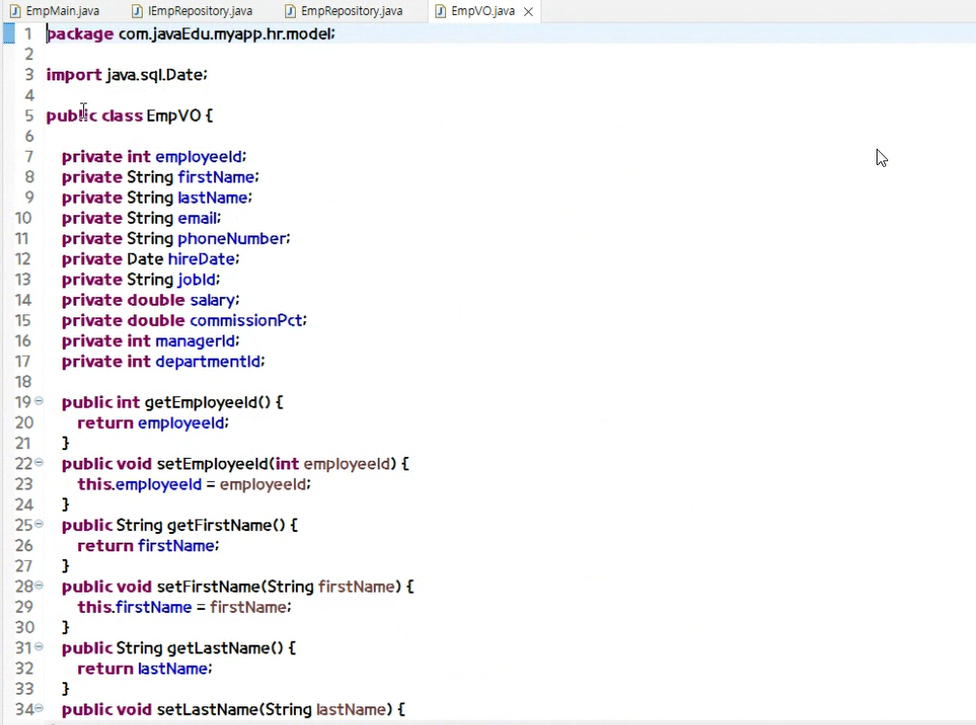 EmpMain.java IEmpRepository.java EmpRepository.java EmpVO.java
1 package com.javaEdu.myapp.hr.model;
2
3 import java.sql.Date;
4
5 public class EmpVO {
6
7 private int employeeId;
8 private String firstName;
9 private String lastName;
10 private String email;
11 private String phoneNumber;
12 private Date hireDate;
13 private String jobId;
14 private double salary;
15 private double commissionPct;
16 private int managerId;
17 private int departmentId;
18
19 public int getEmployeeId() {
20 return employeeId;
21 }
22 public void setEmployeeId(int employeeId) {
23 this.employeeId = employeeId;
24 }
25 public String getFirstName() {
26 return firstName;
27 }
28 public void setFirstName(String firstName) {
29 this.firstName = firstName;
30 }
31 public String getLastName() {
32 return lastName;
33 }
34 public void setLastName(String lastName) {